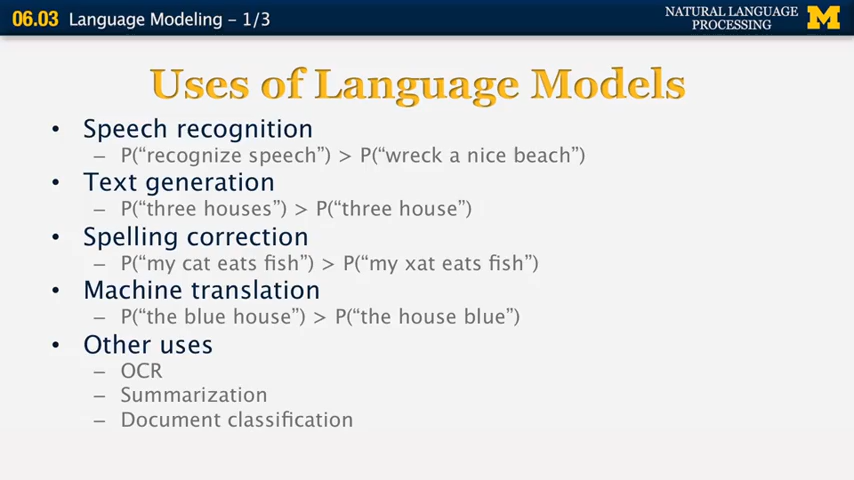 06.03 Language Modeling – 1/3
NATURAL LANGUAGE
PROCESSING
M
Uses of Language Models
• Speech recognition
– P(“recognize speech”) > P(“wreck a nice beach”)
• Text generation
– P(“three houses”) > P(“three house”)
• Spelling correction
– P(“my cat eats fish”) > P(“my xat eats fish”)
• Machine translation
– P(“the blue house”) > P(“the house blue”)
• Other uses
– OCR
– Summarization
– Document classification